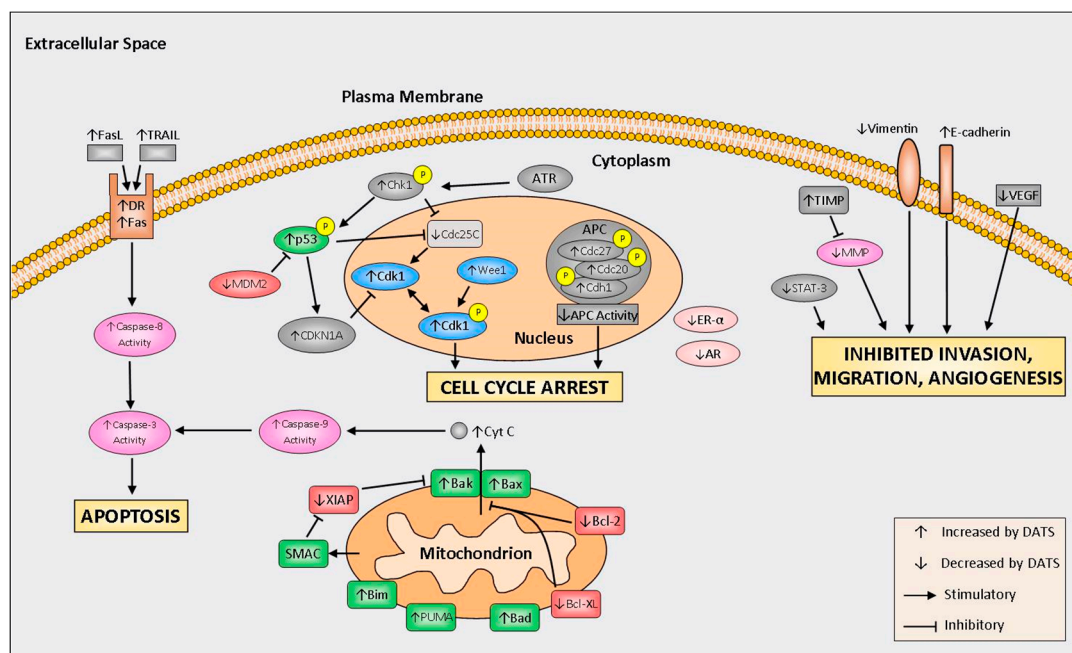 Extracellular Space
Plasma Membrane
Cytoplasm
↑FasL
↑TRAIL
↑DR
↑Fas
↑Caspase-8
Activity
↑Caspase-3
Activity
APOPTOSIS
↑Caspase-9
Activity
↑Cyt C
ATR
↑Chk1
P
↑p53
P
↓MDM2
↑CDKN1A
↓Cdc25C
↑Cdk1
↑Wee1
↑Cdk1
P
APC
↑Cdc27
P
↑Cdc20
P
↑Cdh1
P
↓APC Activity
Nucleus
CELL CYCLE ARREST
↓ER-α
↓AR
↓Vimentin
↑E-cadherin
↑TIMP
↓VEGF
↓MMP
↓STAT-3
INHIBITED INVASION,
MIGRATION, ANGIOGENESIS
↑Bak
↑Bax
↓XIAP
↓Bcl-2
SMAC
Mitochondrion
↑Bim
↑PUMA
↑Bad
↓Bcl-XL
↑ Increased by DATS
↓ Decreased by DATS
Stimulatory
Inhibitory